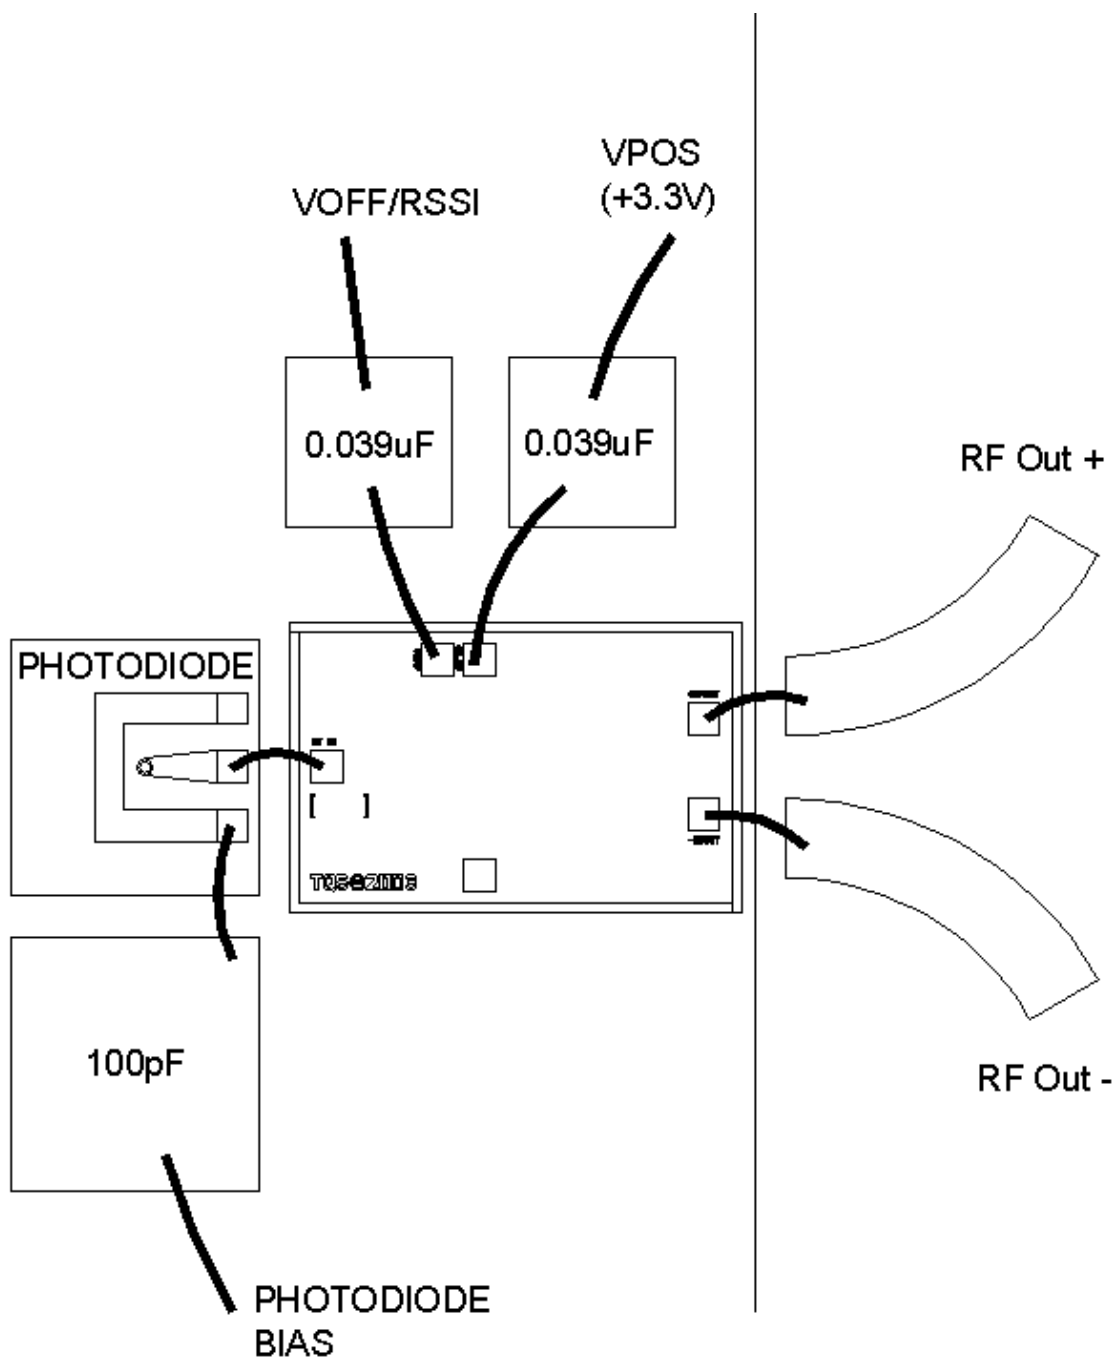 VPOS
(+3.3V)
VOFF/RSSI
0.039uF
0.039uF
RF Out +
PHOTODIODE
[ ]
100pF
RF Out -
PHOTODIODE
BIAS